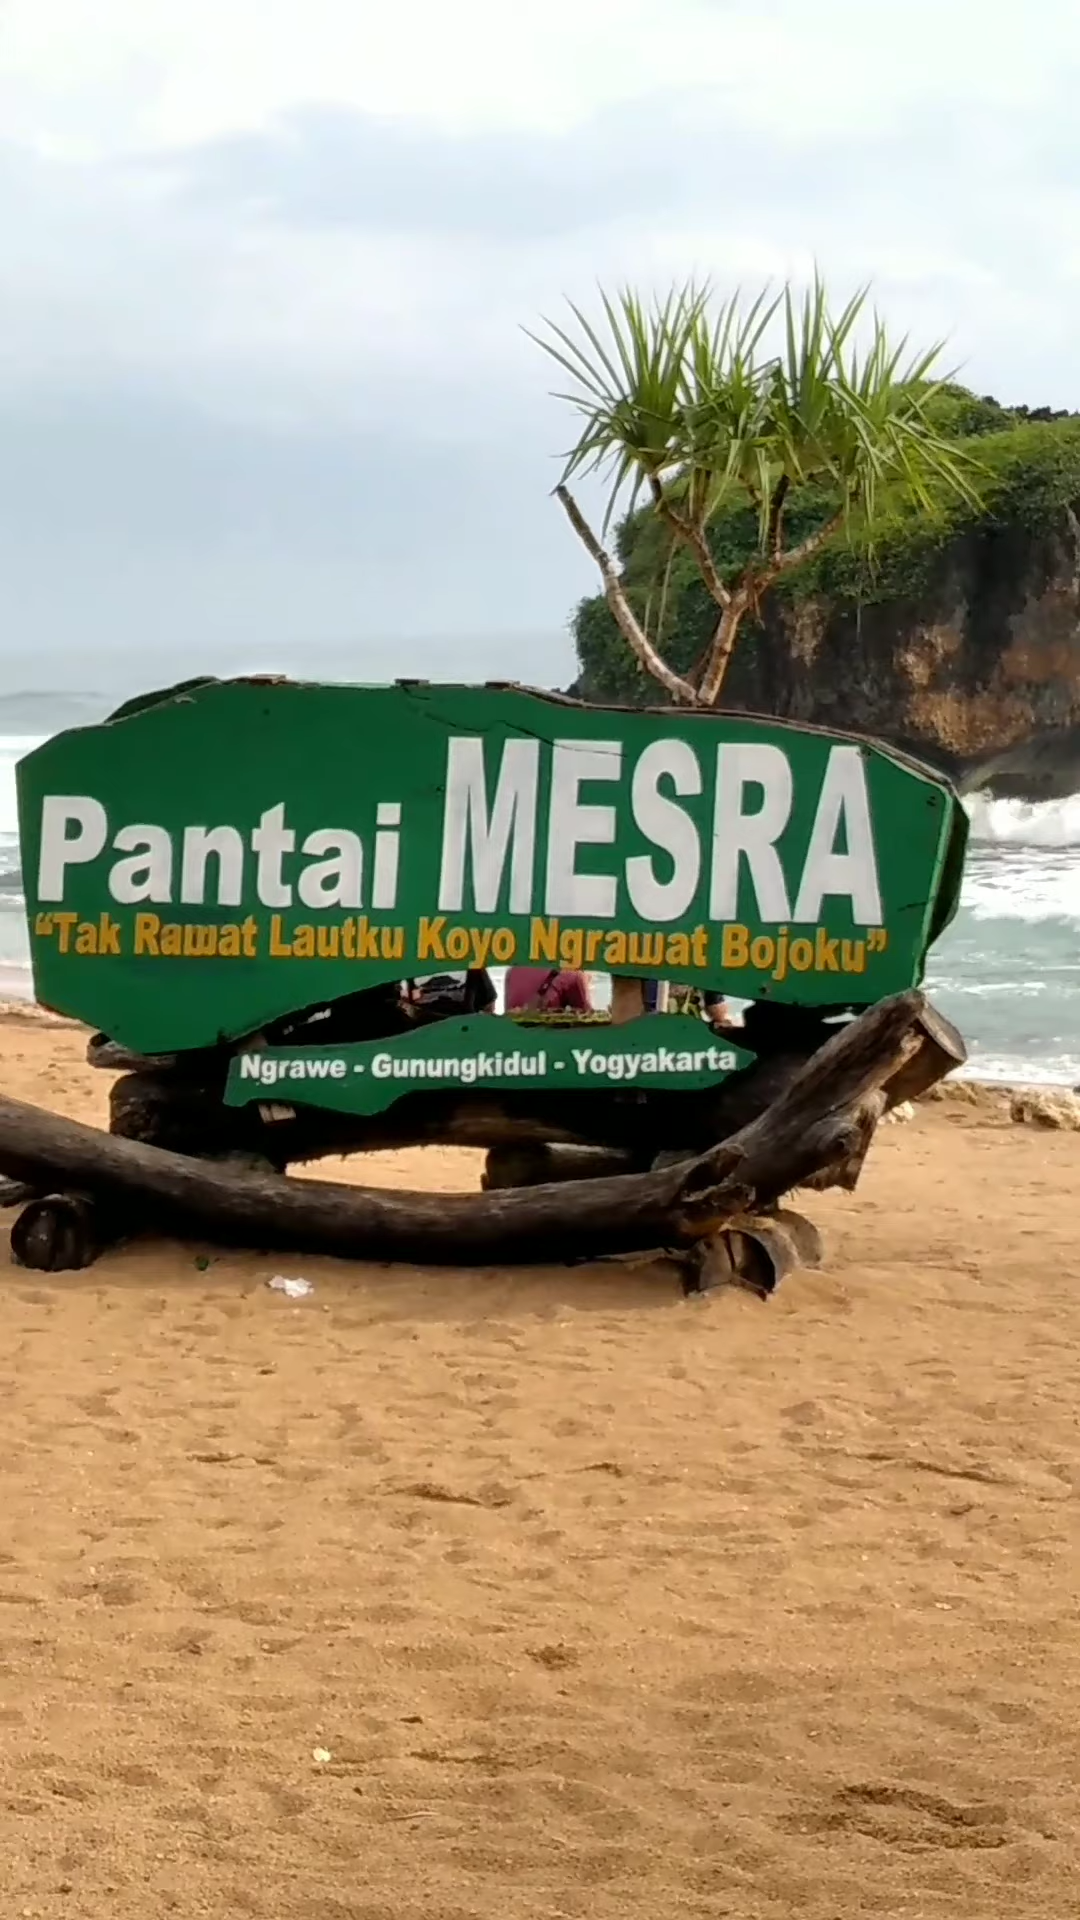 Pantai MESRA
“Tak Rawat Lautku Koyo Ngrawat Bojoku”
Ngrawe - Gunungkidul - Yogyakarta